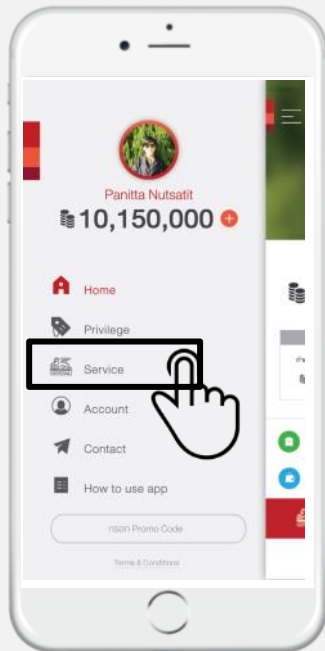 Panitta Nutsatit
10,150,000
Home
Privilege
Service
Account
Contact
How to use app
กรอก Promo Code
Terms & Conditions